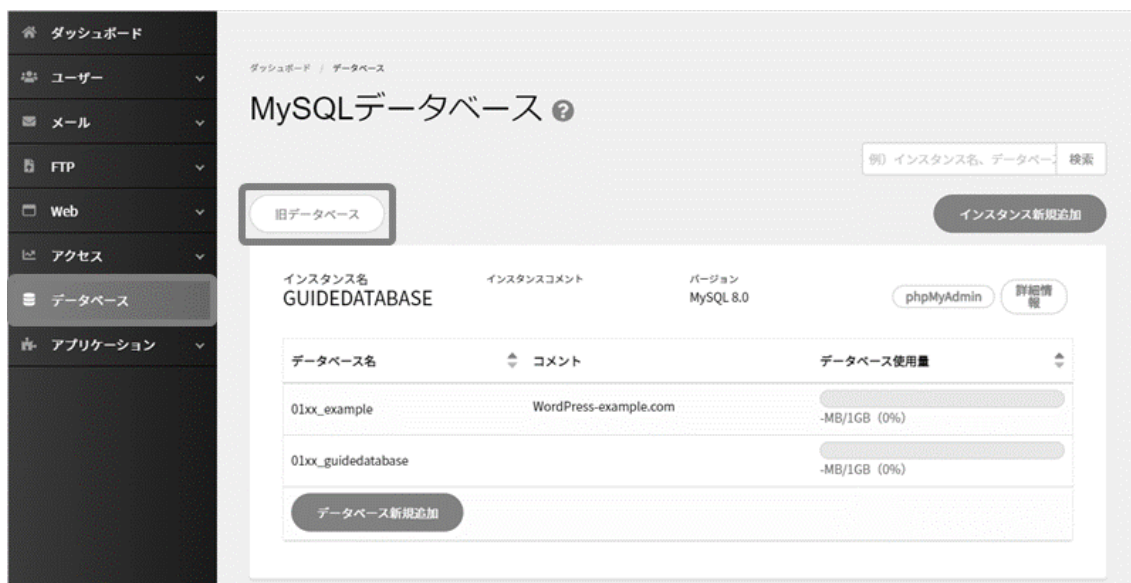 ダッシュボード
ユーザー
メール
FTP
Web
アクセス
データベース
アプリケーション
ダッシュボード / データベース
MySQLデータベース ?
例）インスタンス名、データベー
検索
旧データベース
インスタンス新規追加
インスタンス名
GUIDEDATABASE
インスタンスコメント
バージョン
MySQL 8.0
phpMyAdmin
詳細情
報
データベース名
コメント
データベース使用量
01xx_example
WordPress-example.com
-MB/1GB（0%）
01xx_guidedatabase
-MB/1GB（0%）
データベース新規追加